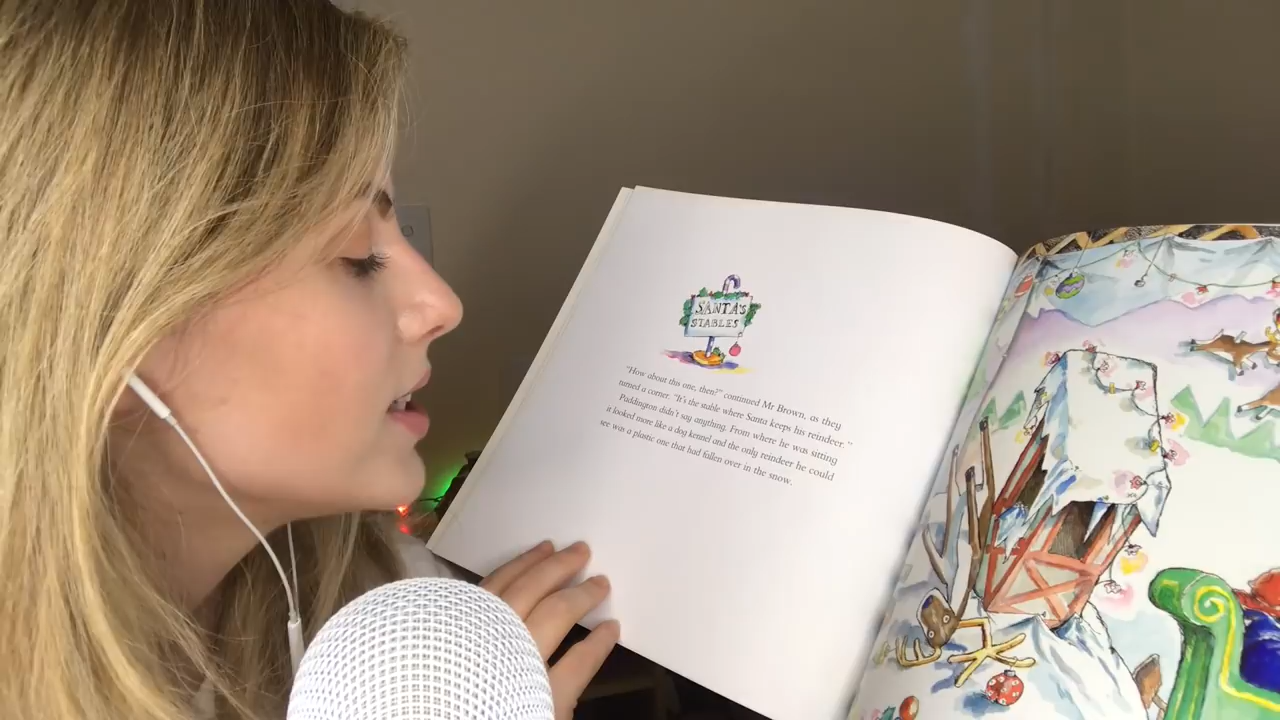 SANTA'S
STABLES
"How about this one, then?" continued Mr Brown, as they
turned a corner. "It's the stable where Santa keeps his reindeer."
Paddington didn't say anything. From where he was sitting
it looked more like a dog kennel and the only reindeer he could
see was a plastic one that had fallen over in the snow.